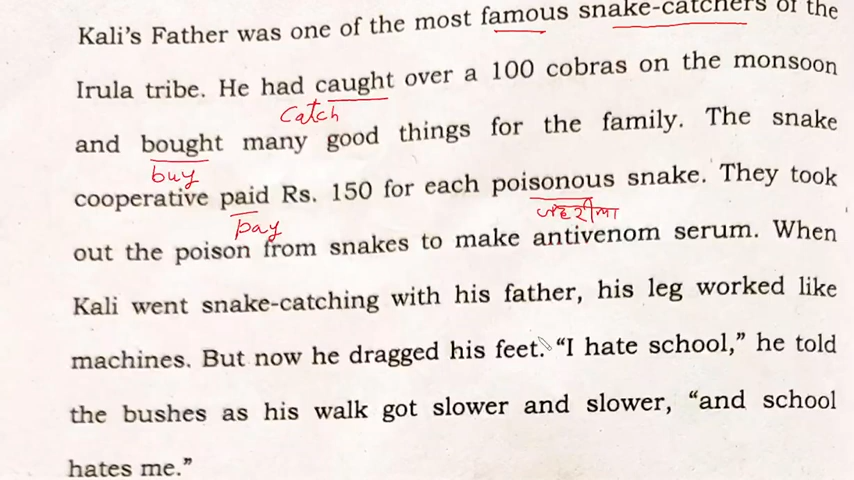 Kali's Father was one of the most famous snake-catchers of the
Irula tribe. He had caught over a 100 cobras on the monsoon
catch
and bought many good things for the family. The snake
buy
cooperative paid Rs. 150 for each poisonous snake. They took
pay जहरीला
out the poison from snakes to make antivenom serum. When
Kali went snake-catching with his father, his leg worked like
machines. But now he dragged his feet. “I hate school,” he told
the bushes as his walk got slower and slower, “and school
hates me.”